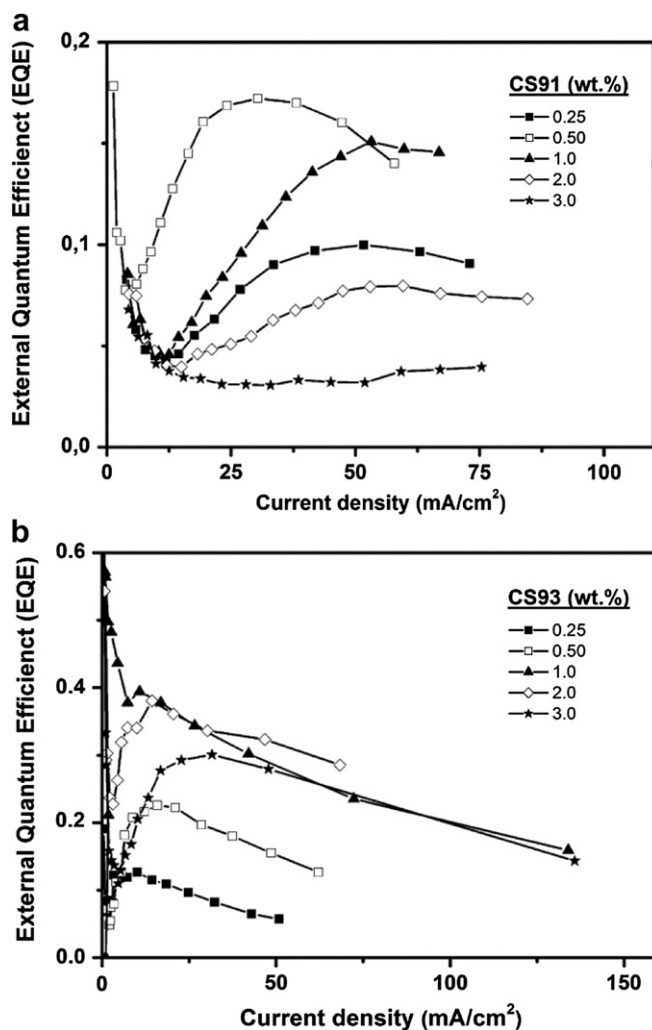 a
0,2
0,1
0,0
External Quantum Efficienct (EQE)
CS91 (wt.%)
0.25
0.50
1.0
2.0
3.0
0 25 50 75 100
Current density (mA/cm²)
b
0.6
0.4
0.2
0.0
External Quantum Efficienct (EQE)
CS93 (wt.%)
0.25
0.50
1.0
2.0
3.0
0 50 100 150
Current density (mA/cm²)